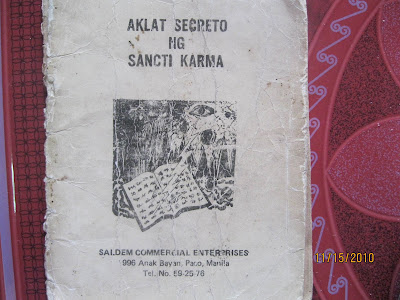 AKLAT SECRETO
NG
SANCTI KARMA
SALDEM COMMERCIAL ENTERPRISES
996 Anak Bayan, Paco, Manila
Tel. No. 59-25-76
11/15/2010